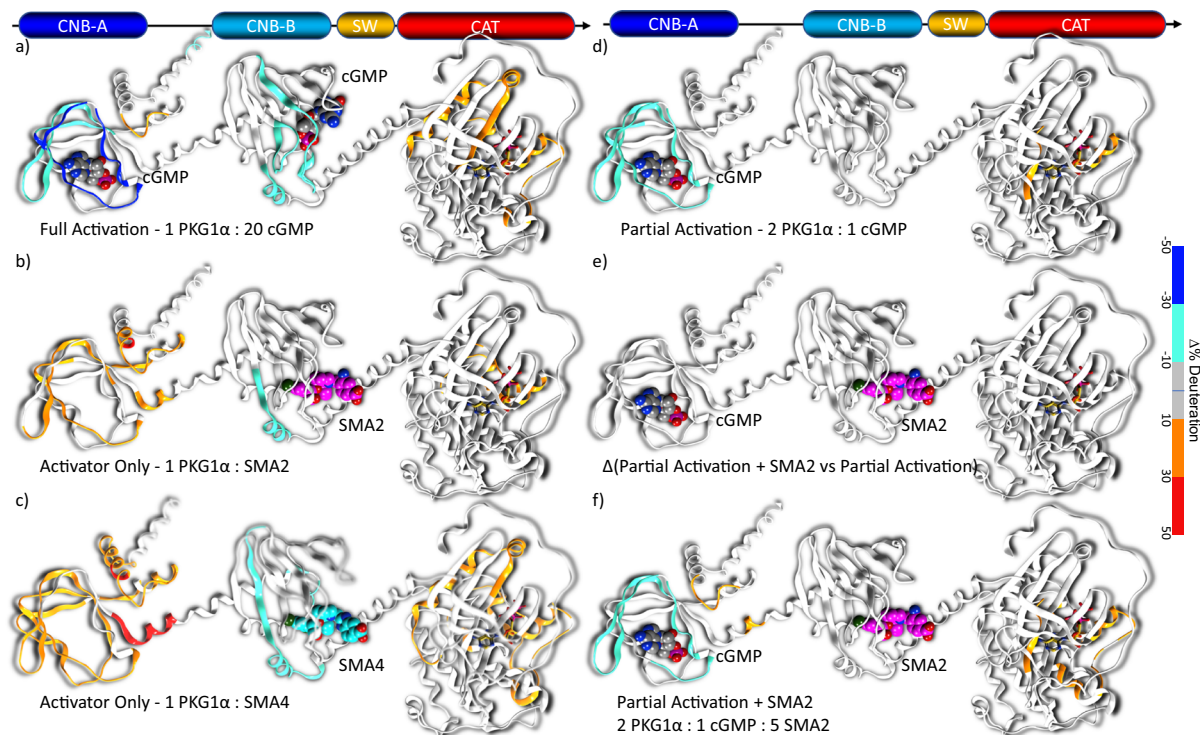 CNB-A CNB-B SW CAT
CNB-A CNB-B SW CAT
a)
cGMP
cGMP
Full Activation - 1 PKG1α : 20 cGMP
d)
cGMP
Partial Activation - 2 PKG1α : 1 cGMP
b)
SMA2
Activator Only - 1 PKG1α : SMA2
e)
cGMP
SMA2
Δ(Partial Activation + SMA2 vs Partial Activation)
c)
SMA4
Activator Only - 1 PKG1α : SMA4
f)
cGMP
SMA2
Partial Activation + SMA2
2 PKG1α : 1 cGMP : 5 SMA2
-50
-30
-10
10
30
50
Δ% Deuteration